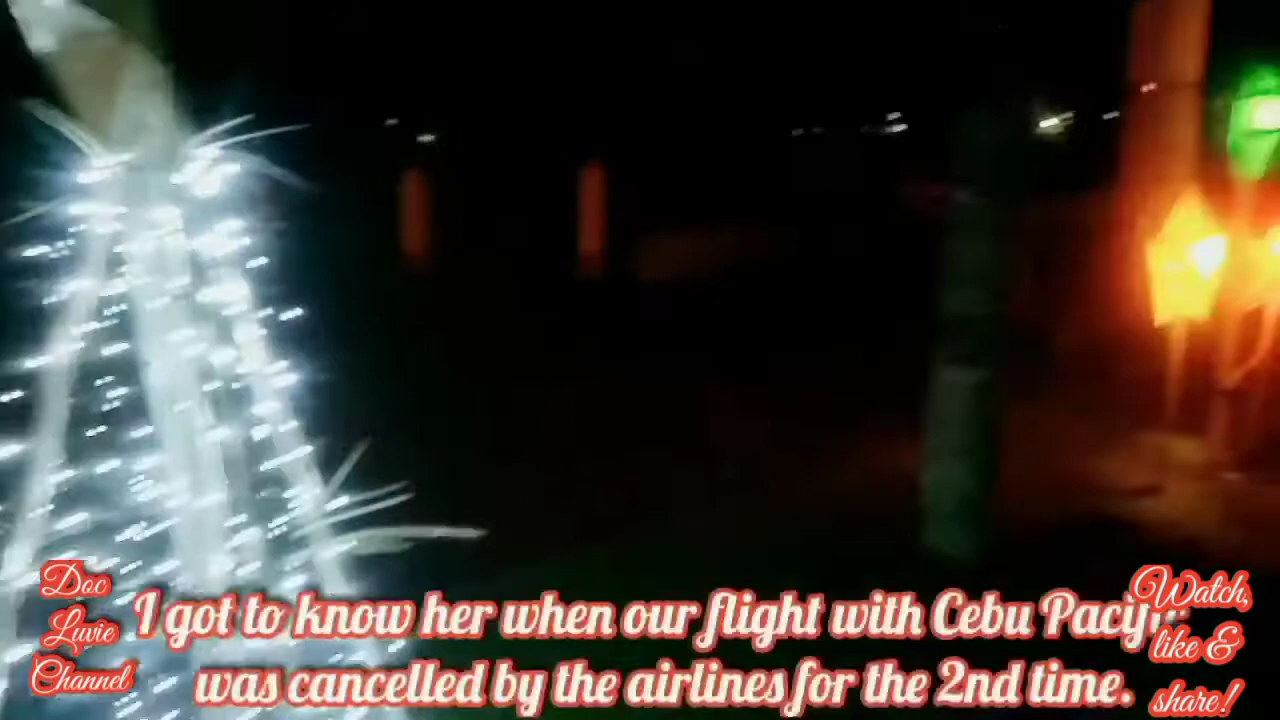 I got to know her when our flight with Cebu
was cancelled by the airlines for the 2nd time.
Doc
Luvie
Channel
Watch,
like &
share!